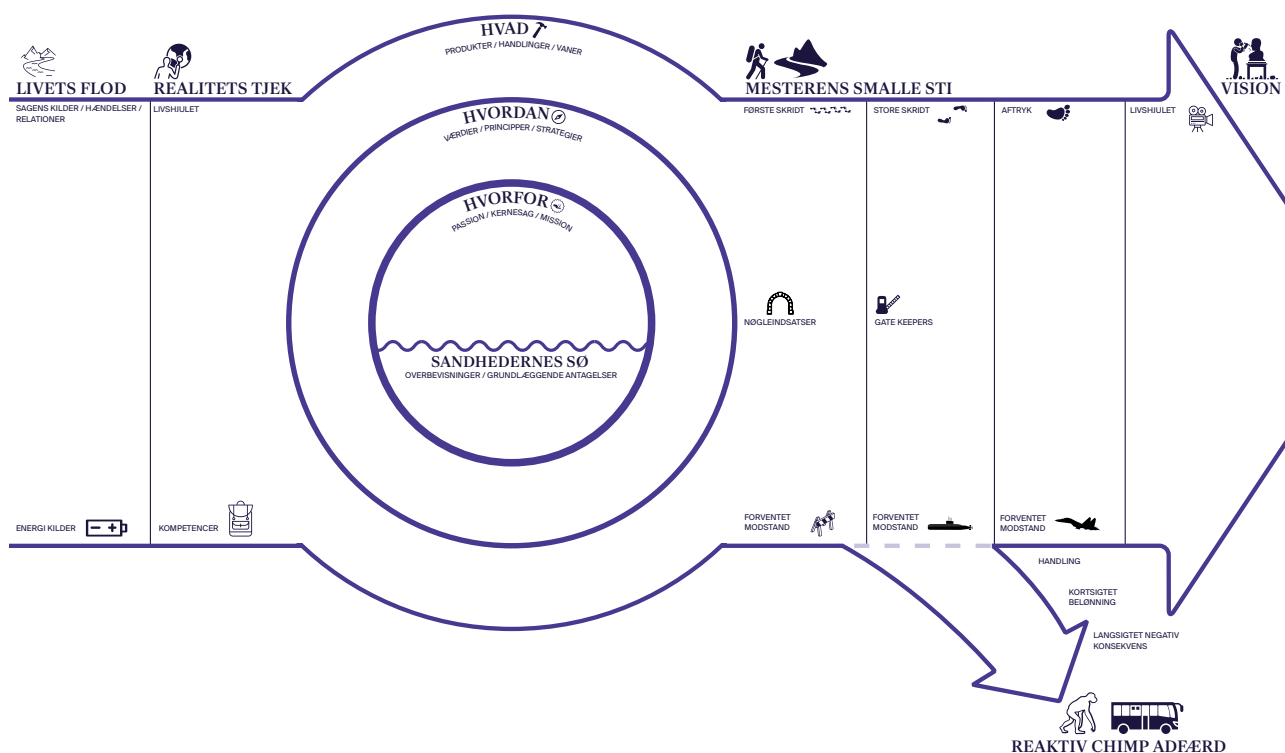 LIVETS FLOD
SAGENS KILDER / HÆNDELSER /
RELATIONER
ENERGI KILDER
REALITETS TJEK
LIVSHJULET
KOMPETENCER
HVAD
PRODUKTER / HANDLINGER / VANER
HVORDAN
VÆRDIER / PRINCIPPER / STRATEGIER
HVORFOR
PASSION / KERNESAG / MISSION
SANDHEDERNES SØ
OVERBEVISNINGER / GRUNDLÆGGENDE ANTAGELSER
MESTERENS SMALLE STI
FØRSTE SKRIDT
NØGLEINDSATSER
FORVENTET
MODSTAND
STORE SKRIDT
GATE KEEPERS
FORVENTET
MODSTAND
AFTRYK
FORVENTET
MODSTAND
VISION
LIVSHJULET
HANDLING
KORTSIGTET
BELØNNING
LANGSIGTET NEGATIV
KONSEKVENS
REAKTIV CHIMP ADFÆRD